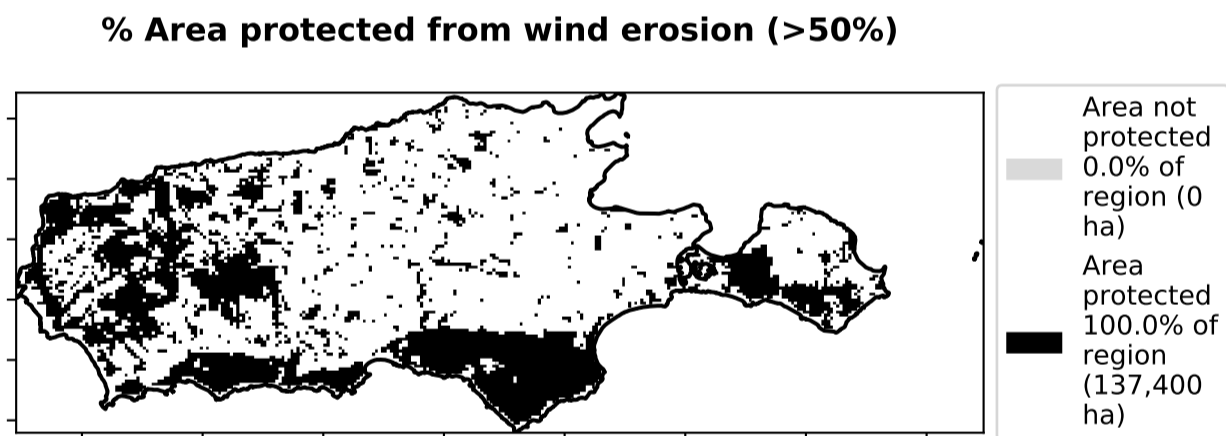 % Area protected from wind erosion (>50%)
Area not
protected
0.0% of
region (0
ha)
Area
protected
100.0% of
region
(137,400
ha)